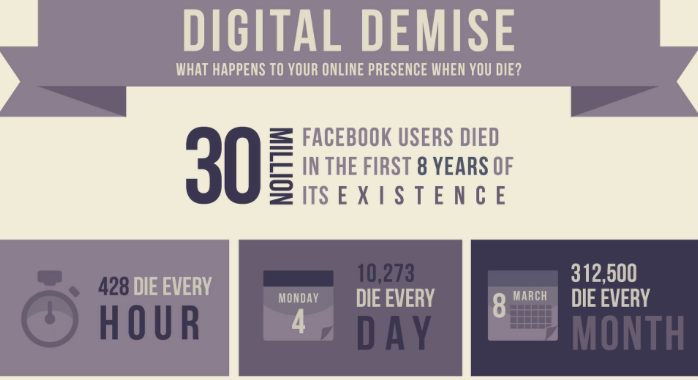 DIGITAL DEMISE
WHAT HAPPENS TO YOUR ONLINE PRESENCE WHEN YOU DIE?
30 MILLION
FACEBOOK USERS DIED
IN THE FIRST 8 YEARS OF
ITS EXISTENCE
428 DIE EVERY
HOUR
MONDAY
4
10,273
DIE EVERY
DAY
8 MARCH
312,500
DIE EVERY
MONTH